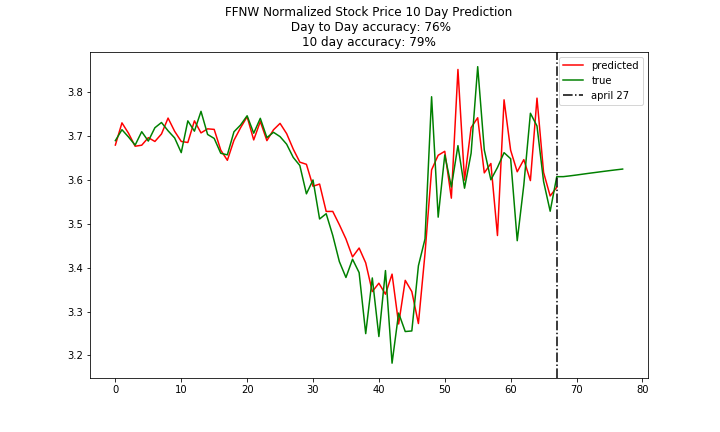 FFNW Normalized Stock Price 10 Day Prediction
Day to Day accuracy: 76%
10 day accuracy: 79%
predicted
true
april 27
3.8
3.7
3.6
3.5
3.4
3.3
3.2
0 10 20 30 40 50 60 70 80